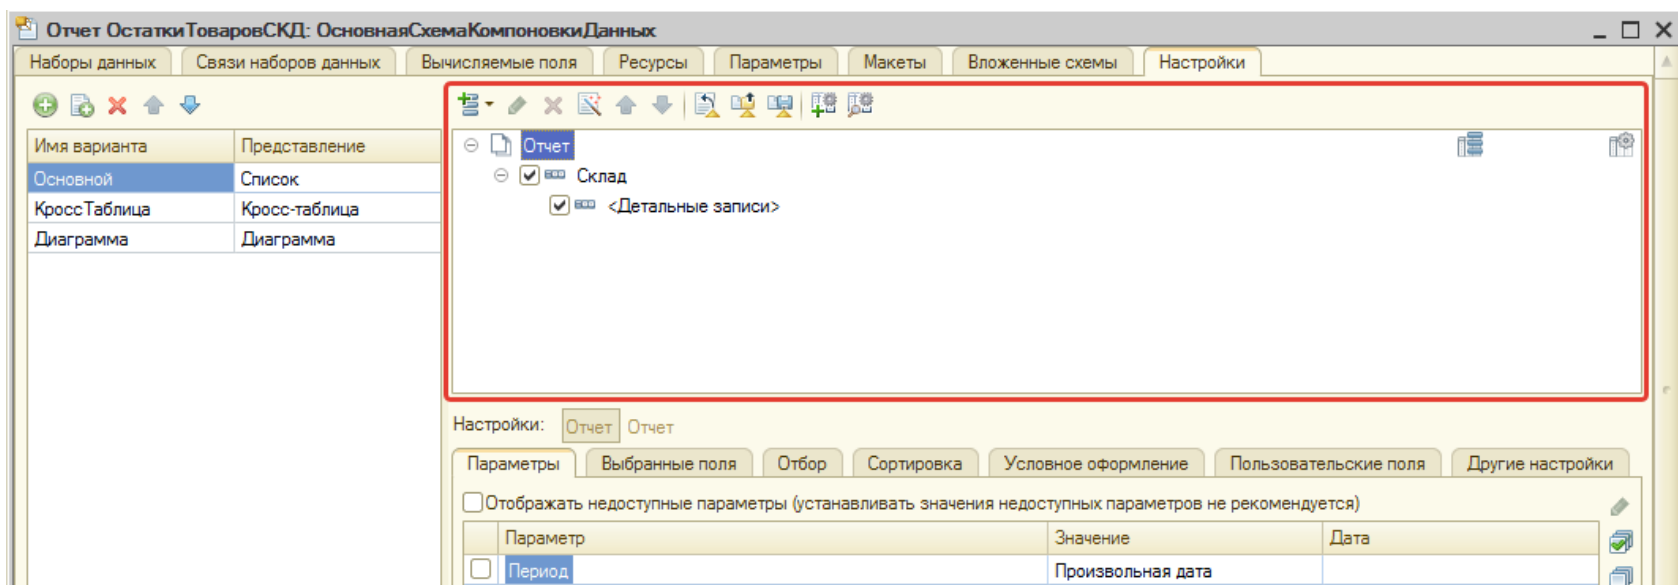 Отчет ОстаткиТоваровСКД: ОсновнаяСхемаКомпоновкиДанных
Наборы данных Связи наборов данных Вычисляемые поля Ресурсы Параметры Макеты Вложенные схемы Настройки
Имя варианта Представление
Основной Список
КроссТаблица Кросс-таблица
Диаграмма Диаграмма
Отчет
Склад
<Детальные записи>
Настройки: Отчет Отчет
Параметры Выбранные поля Отбор Сортировка Условное оформление Пользовательские поля Другие настройки
Отображать недоступные параметры (устанавливать значения недоступных параметров не рекомендуется)
Параметр Значение Дата
Период Произвольная дата